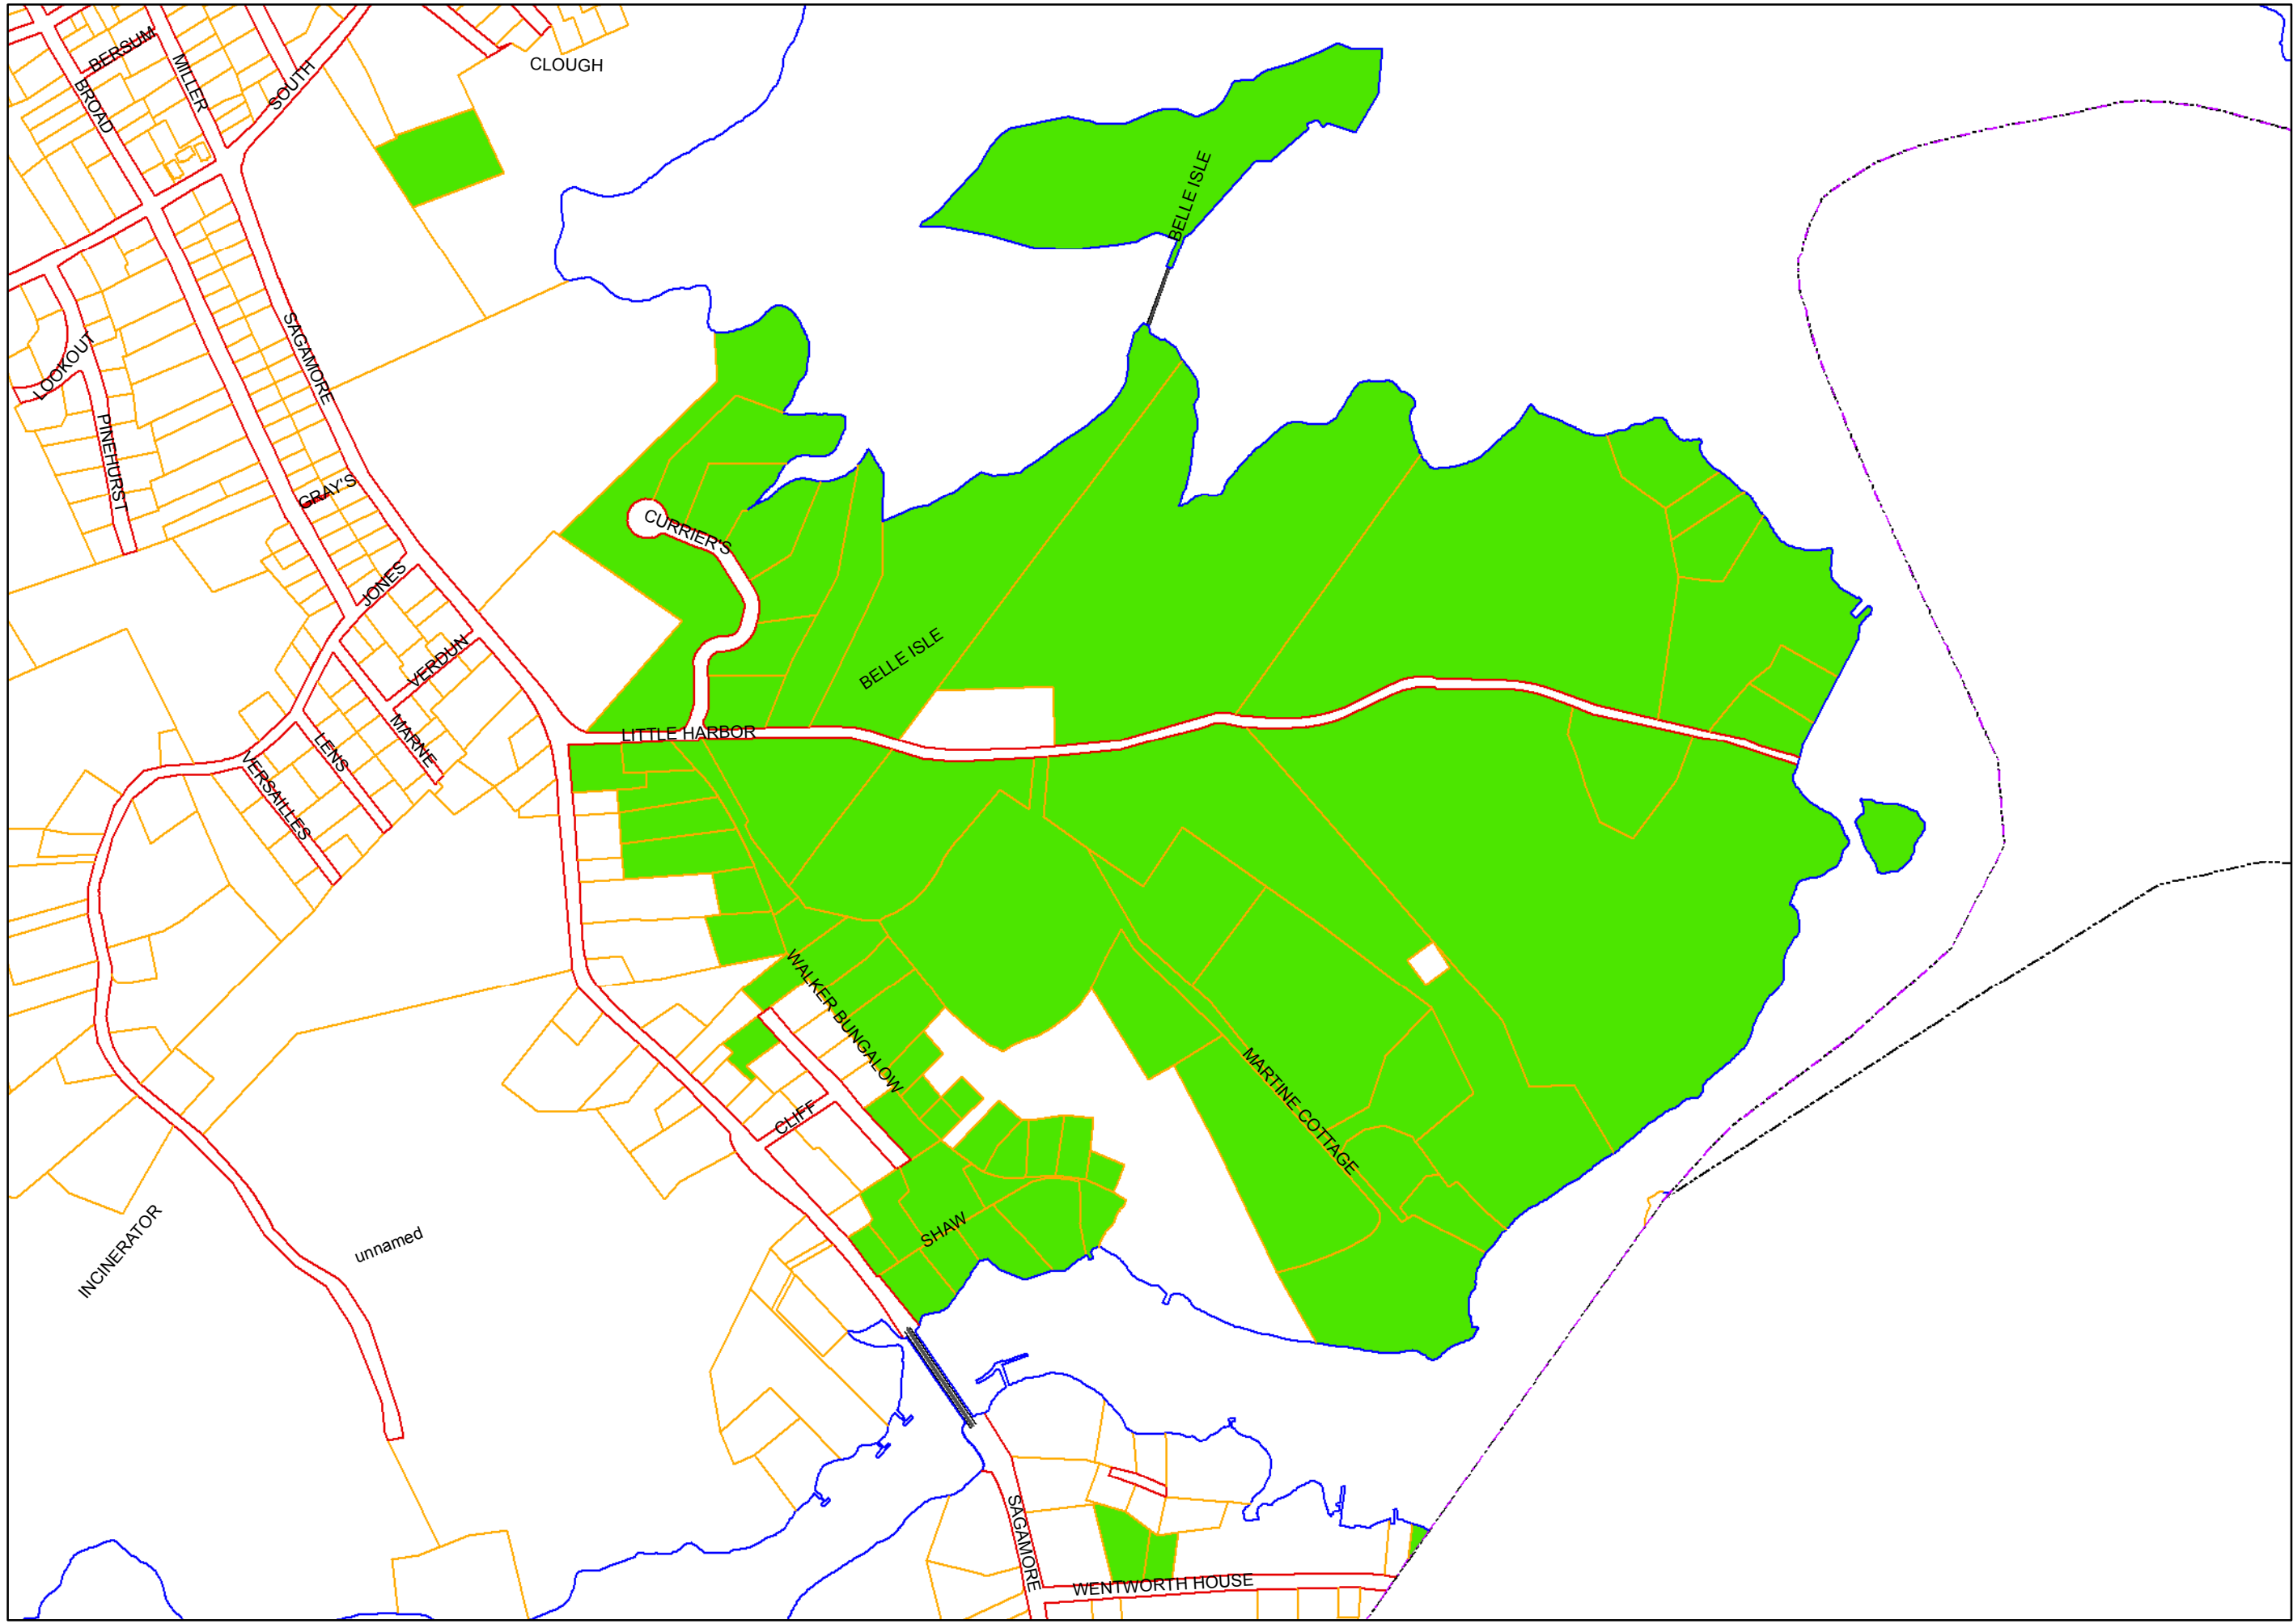 BERSUM
CLOUGH
MILLER
SOUTH
BROAD
BELLE ISLE
SAGAMORE
LOOKOUT
PINEHURST
GRAY'S
CURRIER'S
JONES
VERDUN
BELLE ISLE
LITTLE HARBOR
MARNE
LENS
VERSAILLES
WALKER BUNGALOW
MARTINE COTTAGE
CLIFF
SHAW
INCINERATOR
unnamed
SAGAMORE
WENTWORTH HOUSE